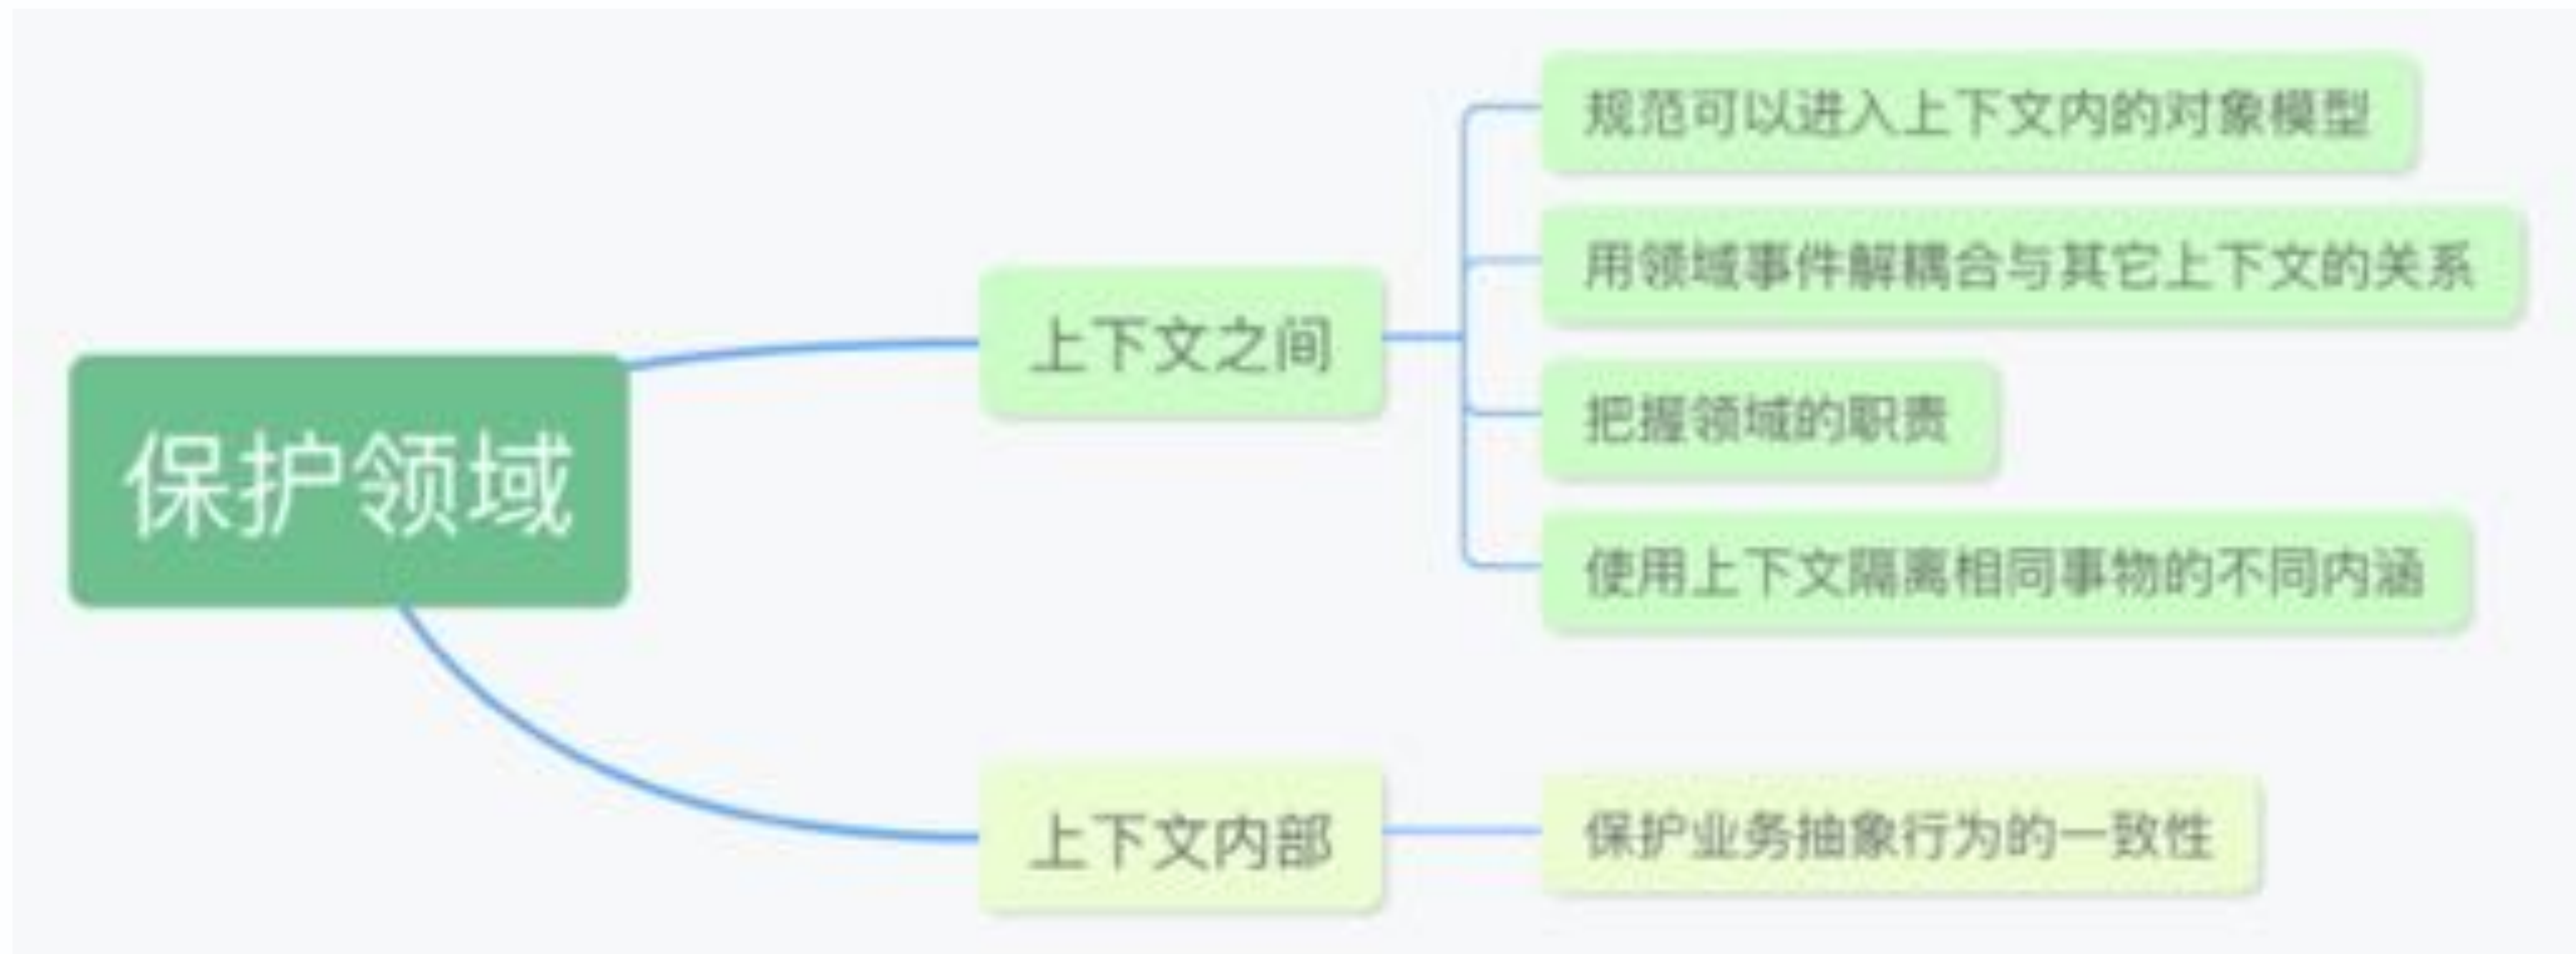 保护领域
上下文之间
规范可以进入上下文内的对象模型
用领域事件解耦合与其它上下文的关系
把握领域的职责
使用上下文隔离相同事物的不同内涵
上下文内部
保护业务抽象行为的一致性